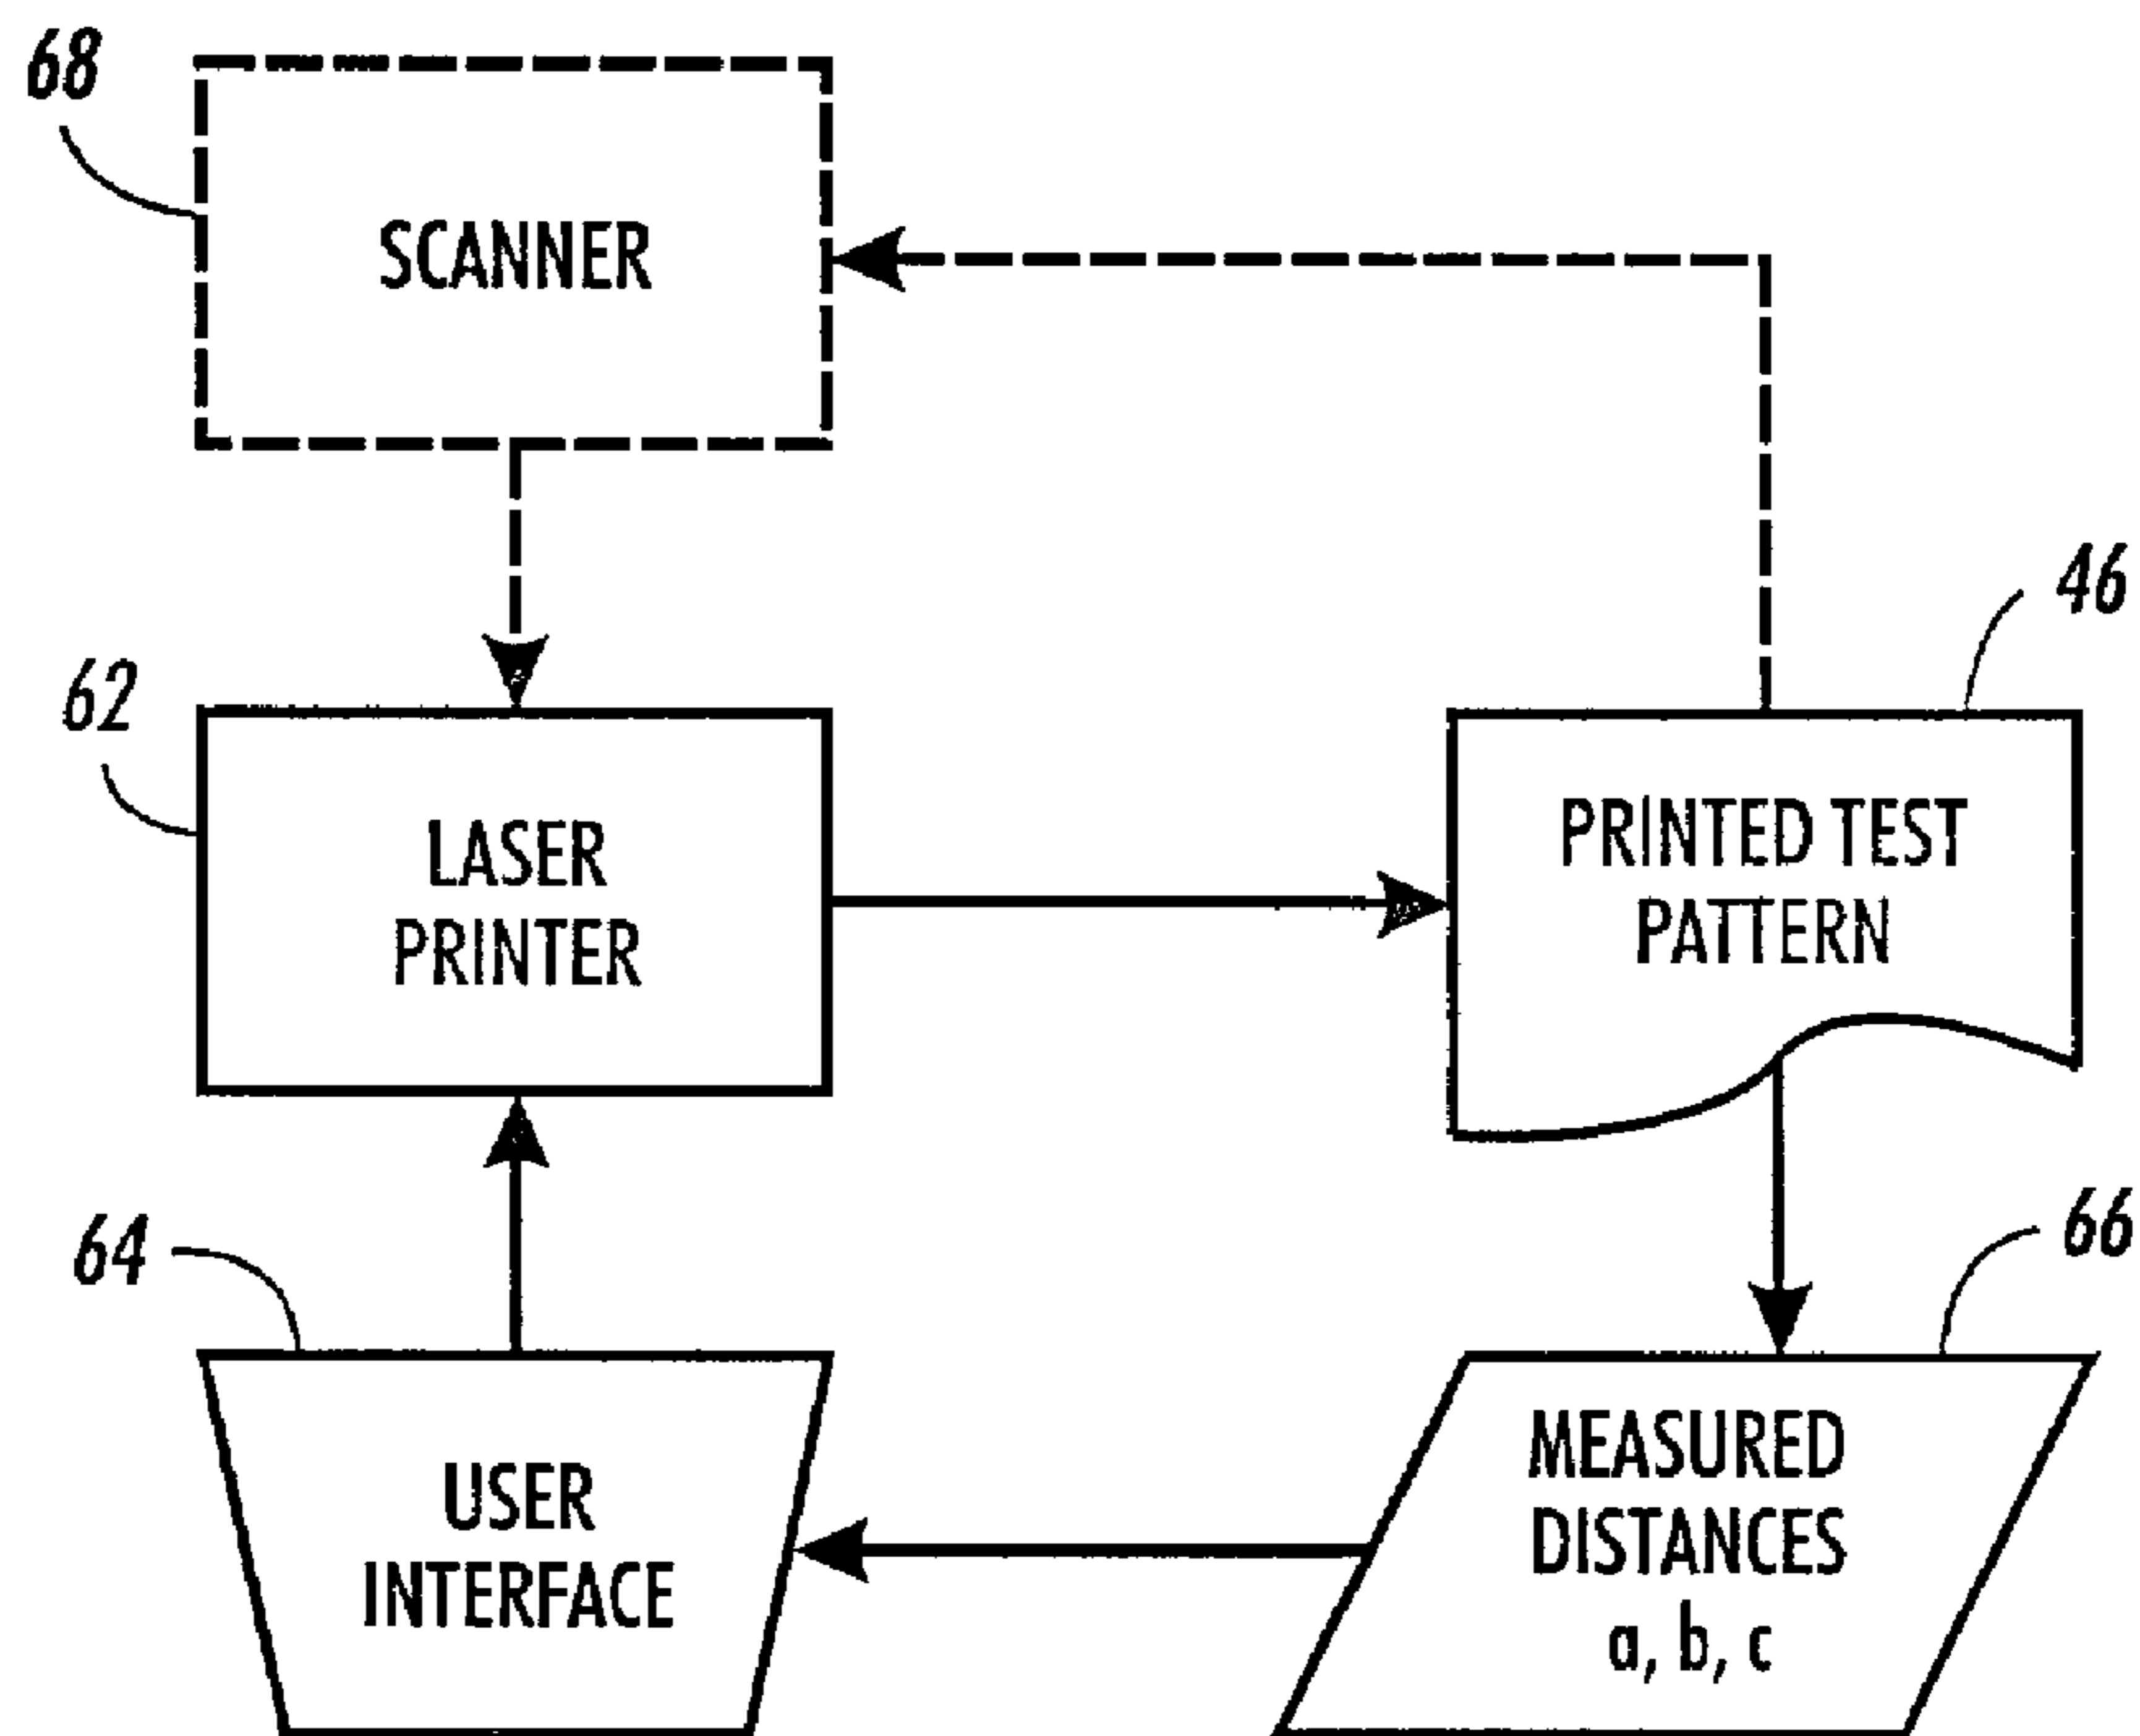 68
SCANNER
46
62
LASER
PRINTER
PRINTED TEST
PATTERN
64
66
USER
INTERFACE
MEASURED
DISTANCES
a, b, c